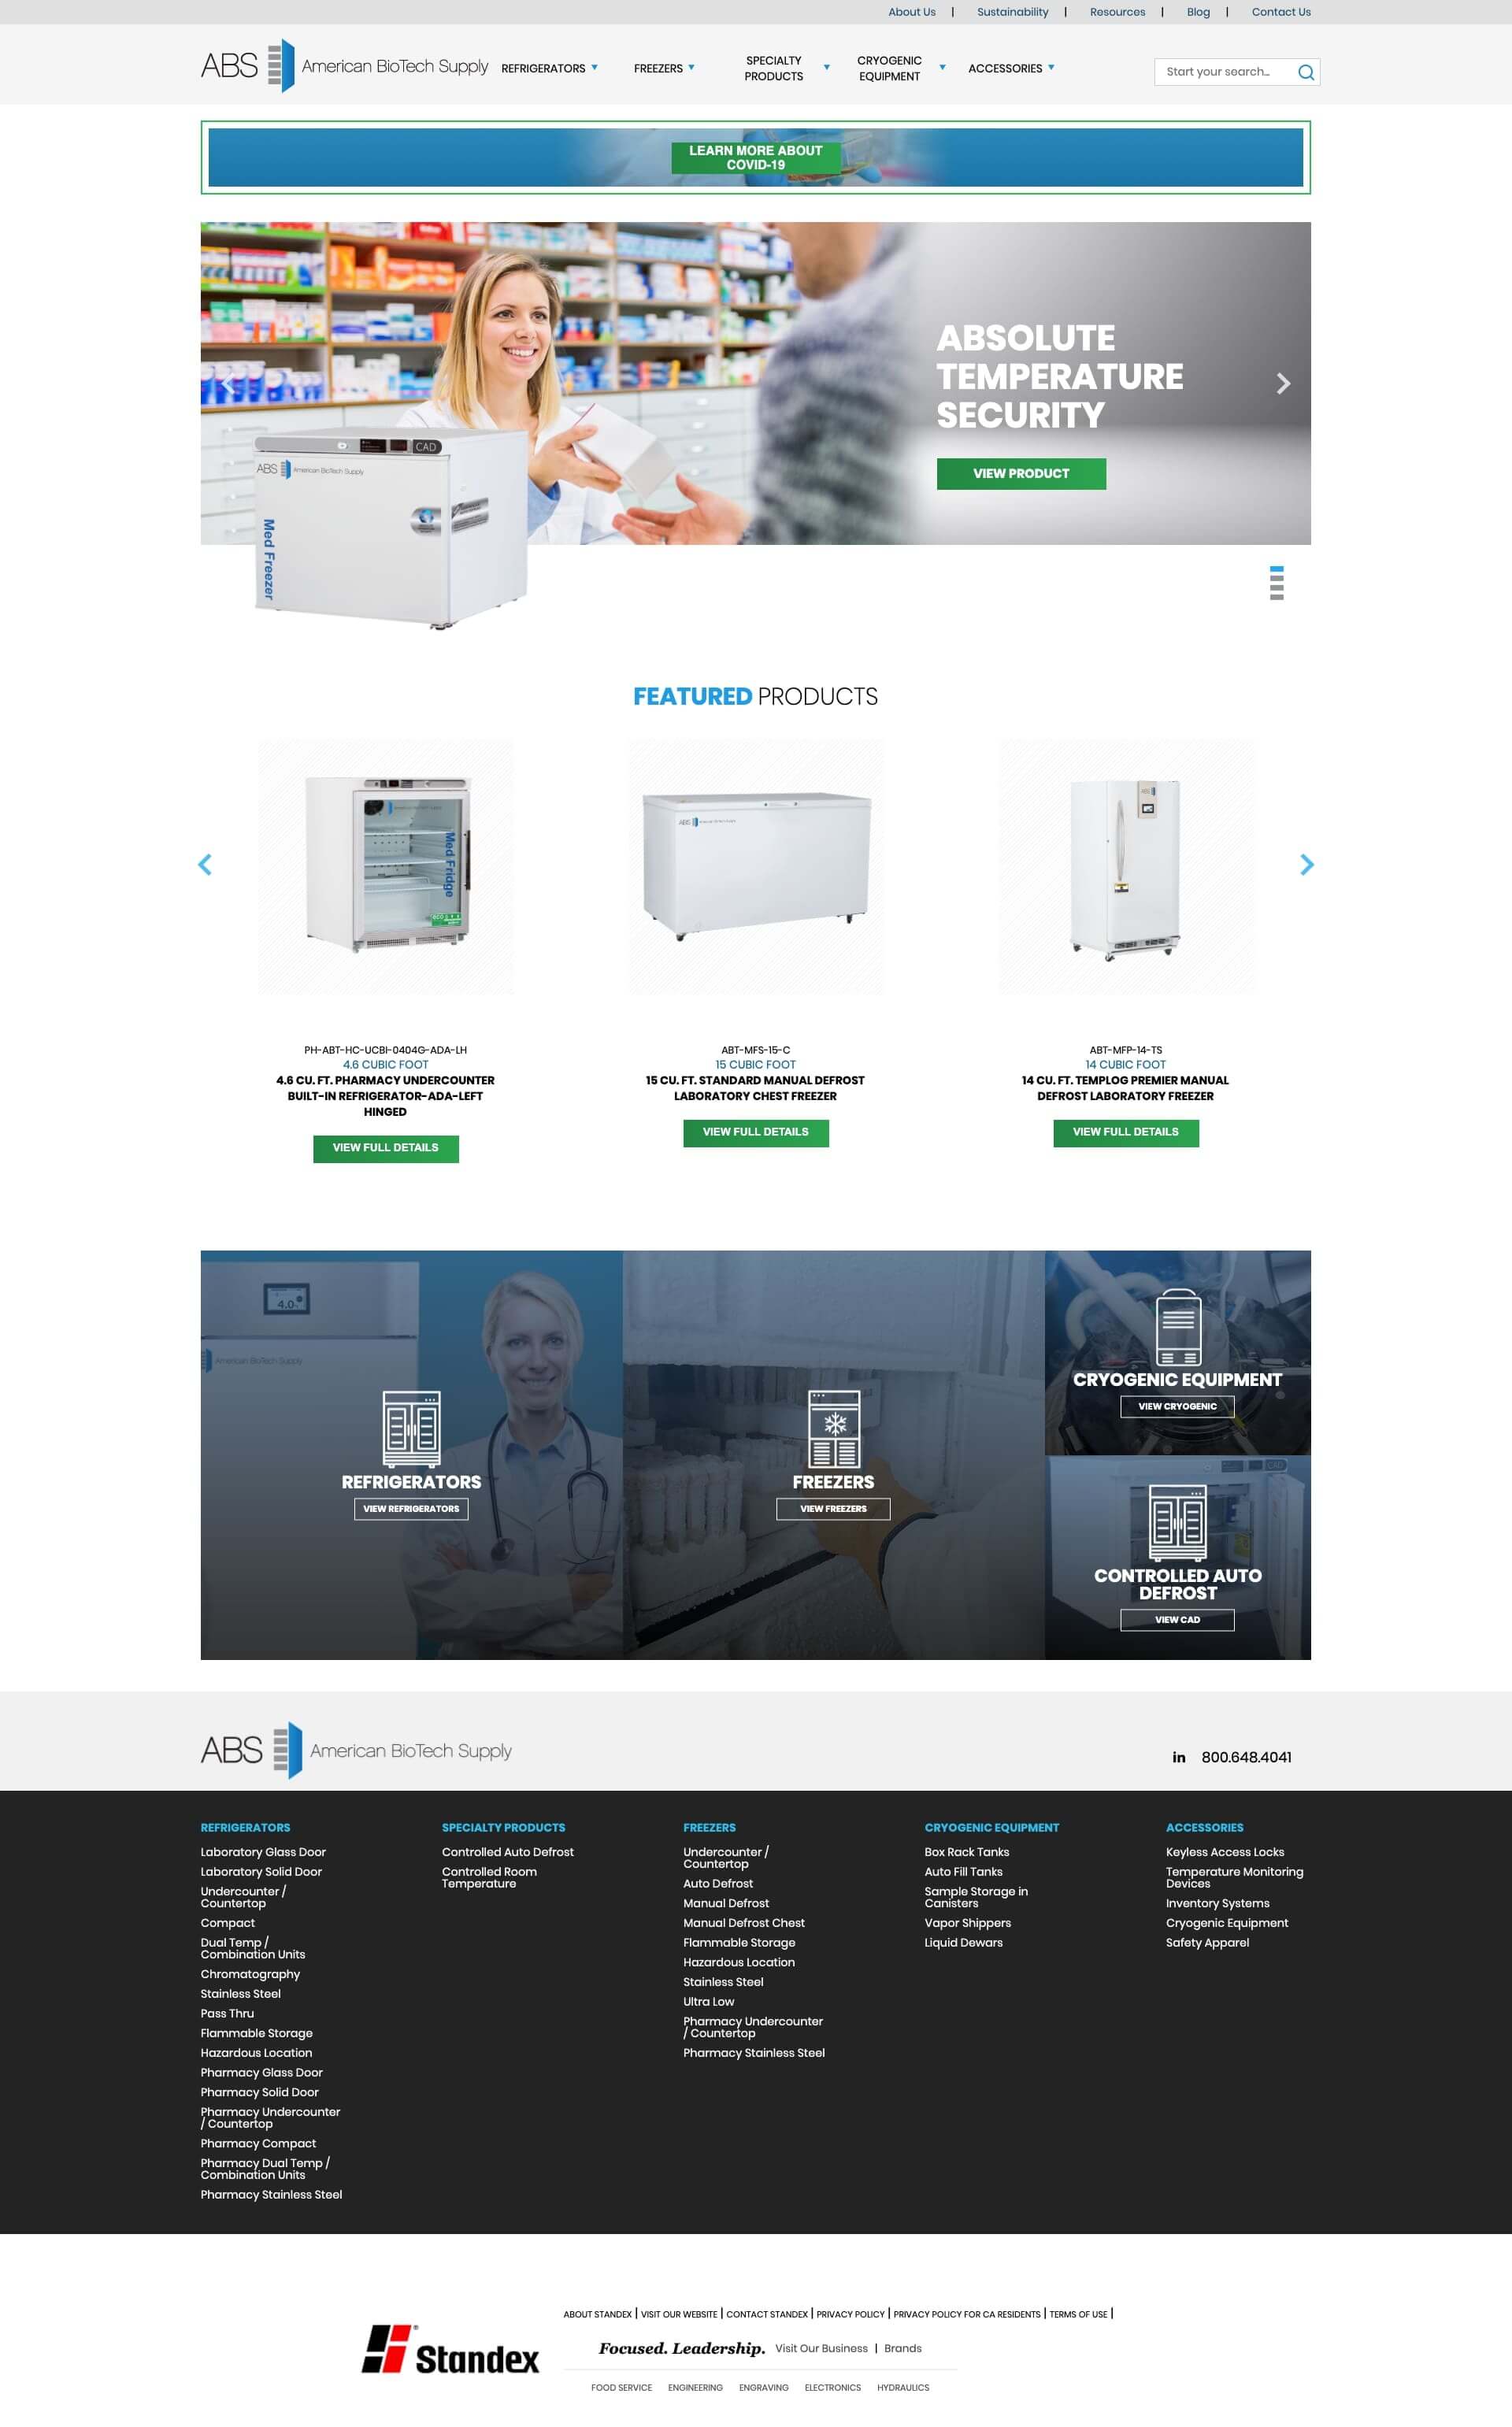 About Us | Sustainability | Resources | Blog | Contact Us
ABS American BioTech Supply
REFRIGERATORS
FREEZERS
SPECIALTY
PRODUCTS
CRYOGENIC
EQUIPMENT
ACCESSORIES
Start your search...
LEARN MORE ABOUT
COVID-19
ABSOLUTE
TEMPERATURE
SECURITY
VIEW PRODUCT
CAD
ABS American BioTech Supply
Med Freezer
FEATURED PRODUCTS
Med Fridge
ABS
ABS
PH-ABT-HC-UCBI-0404G-ADA-LH
4.6 CUBIC FOOT
4.6 CU. FT. PHARMACY UNDERCOUNTER
BUILT-IN REFRIGERATOR-ADA-LEFT
HINGED
VIEW FULL DETAILS
ABT-MFS-15-C
15 CUBIC FOOT
15 CU. FT. STANDARD MANUAL DEFROST
LABORATORY CHEST FREEZER
VIEW FULL DETAILS
ABT-MFP-14-TS
14 CUBIC FOOT
14 CU. FT. TEMPLOG PREMIER MANUAL
DEFROST LABORATORY FREEZER
VIEW FULL DETAILS
4.0
American BioTech Supply
REFRIGERATORS
VIEW REFRIGERATORS
FREEZERS
VIEW FREEZERS
CRYOGENIC EQUIPMENT
VIEW CRYOGENIC
CAD
CONTROLLED AUTO
DEFROST
VIEW CAD
ABS American BioTech Supply
in 800.648.4041
REFRIGERATORS
Laboratory Glass Door
Laboratory Solid Door
Undercounter /
Countertop
Compact
Dual Temp /
Combination Units
Chromatography
Stainless Steel
Pass Thru
Flammable Storage
Hazardous Location
Pharmacy Glass Door
Pharmacy Solid Door
Pharmacy Undercounter
/ Countertop
Pharmacy Compact
Pharmacy Dual Temp /
Combination Units
Pharmacy Stainless Steel
SPECIALTY PRODUCTS
Controlled Auto Defrost
Controlled Room
Temperature
FREEZERS
Undercounter /
Countertop
Auto Defrost
Manual Defrost
Manual Defrost Chest
Flammable Storage
Hazardous Location
Stainless Steel
Ultra Low
Pharmacy Undercounter
/ Countertop
Pharmacy Stainless Steel
CRYOGENIC EQUIPMENT
Box Rack Tanks
Auto Fill Tanks
Sample Storage in
Canisters
Vapor Shippers
Liquid Dewars
ACCESSORIES
Keyless Access Locks
Temperature Monitoring
Devices
Inventory Systems
Cryogenic Equipment
Safety Apparel
Standex
ABOUT STANDEX | VISIT OUR WEBSITE | CONTACT STANDEX | PRIVACY POLICY | PRIVACY POLICY FOR CA RESIDENTS | TERMS OF USE |
Focused. Leadership. Visit Our Business | Brands
FOOD SERVICE ENGINEERING ENGRAVING ELECTRONICS HYDRAULICS